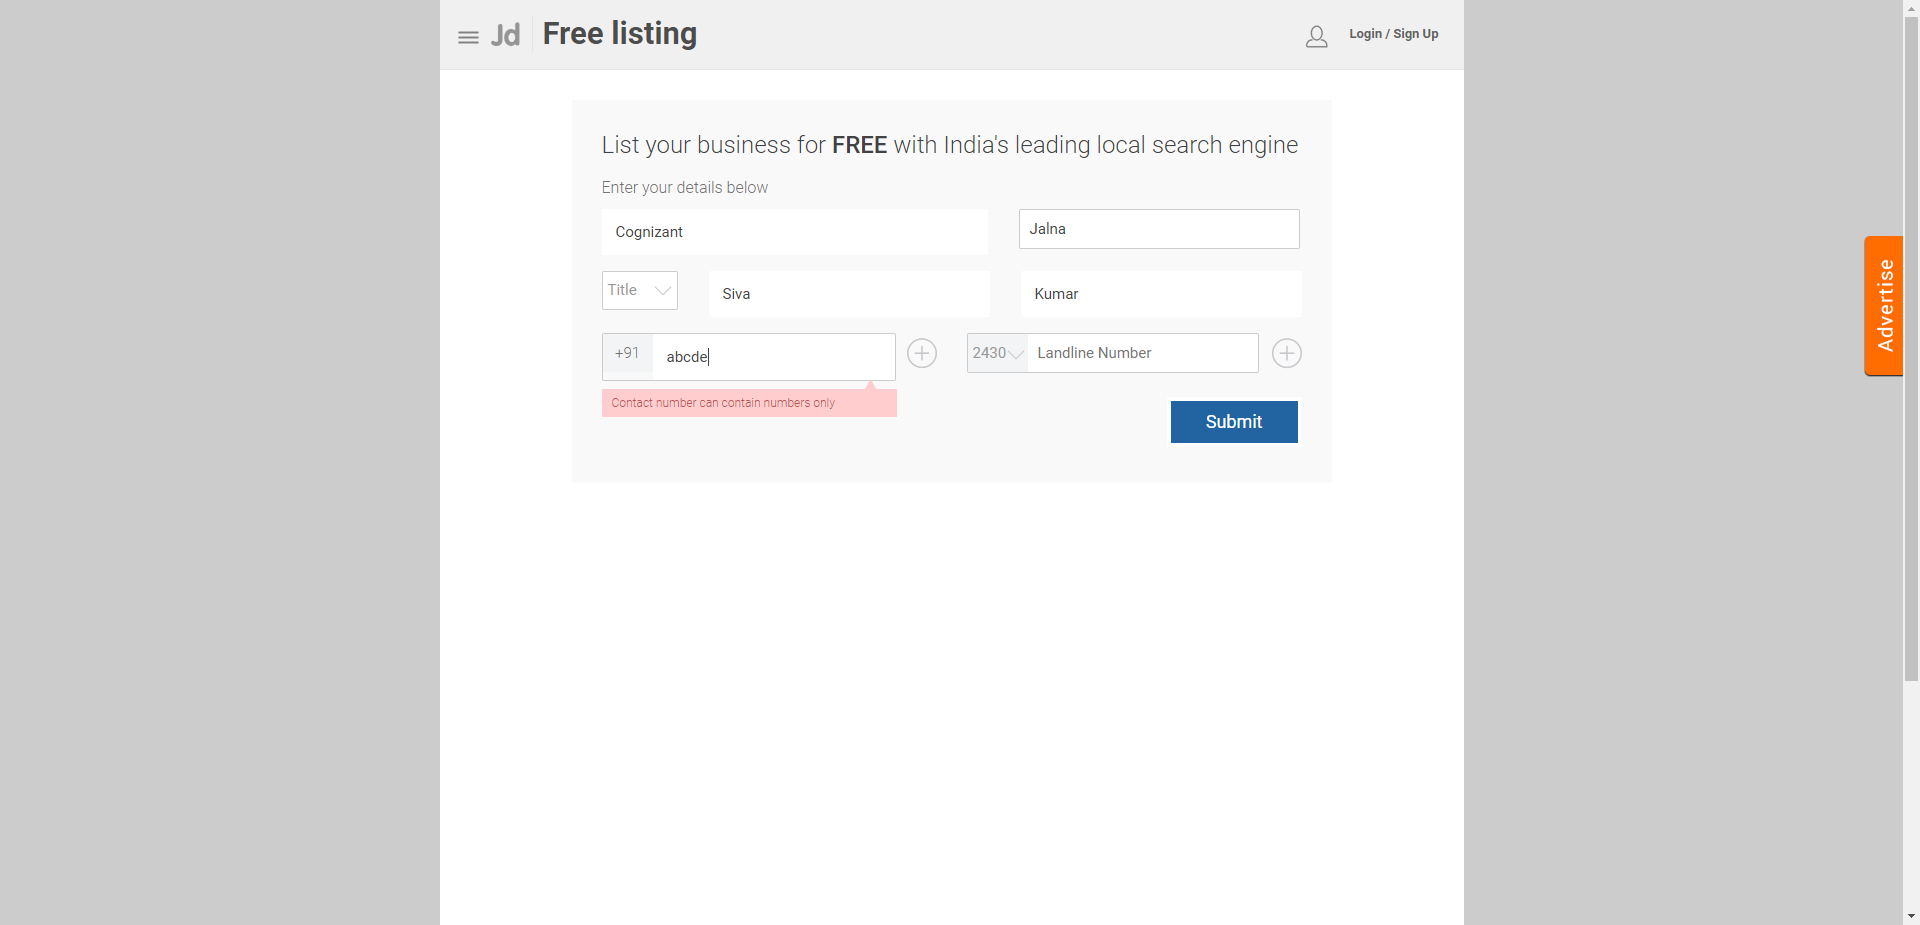 Jd Free listing Login / Sign Up
List your business for FREE with India's leading local search engine
Enter your details below
Cognizant Jalna
Title Siva Kumar
+91 abcde 2430 Landline Number
Contact number can contain numbers only
Submit
Advertise